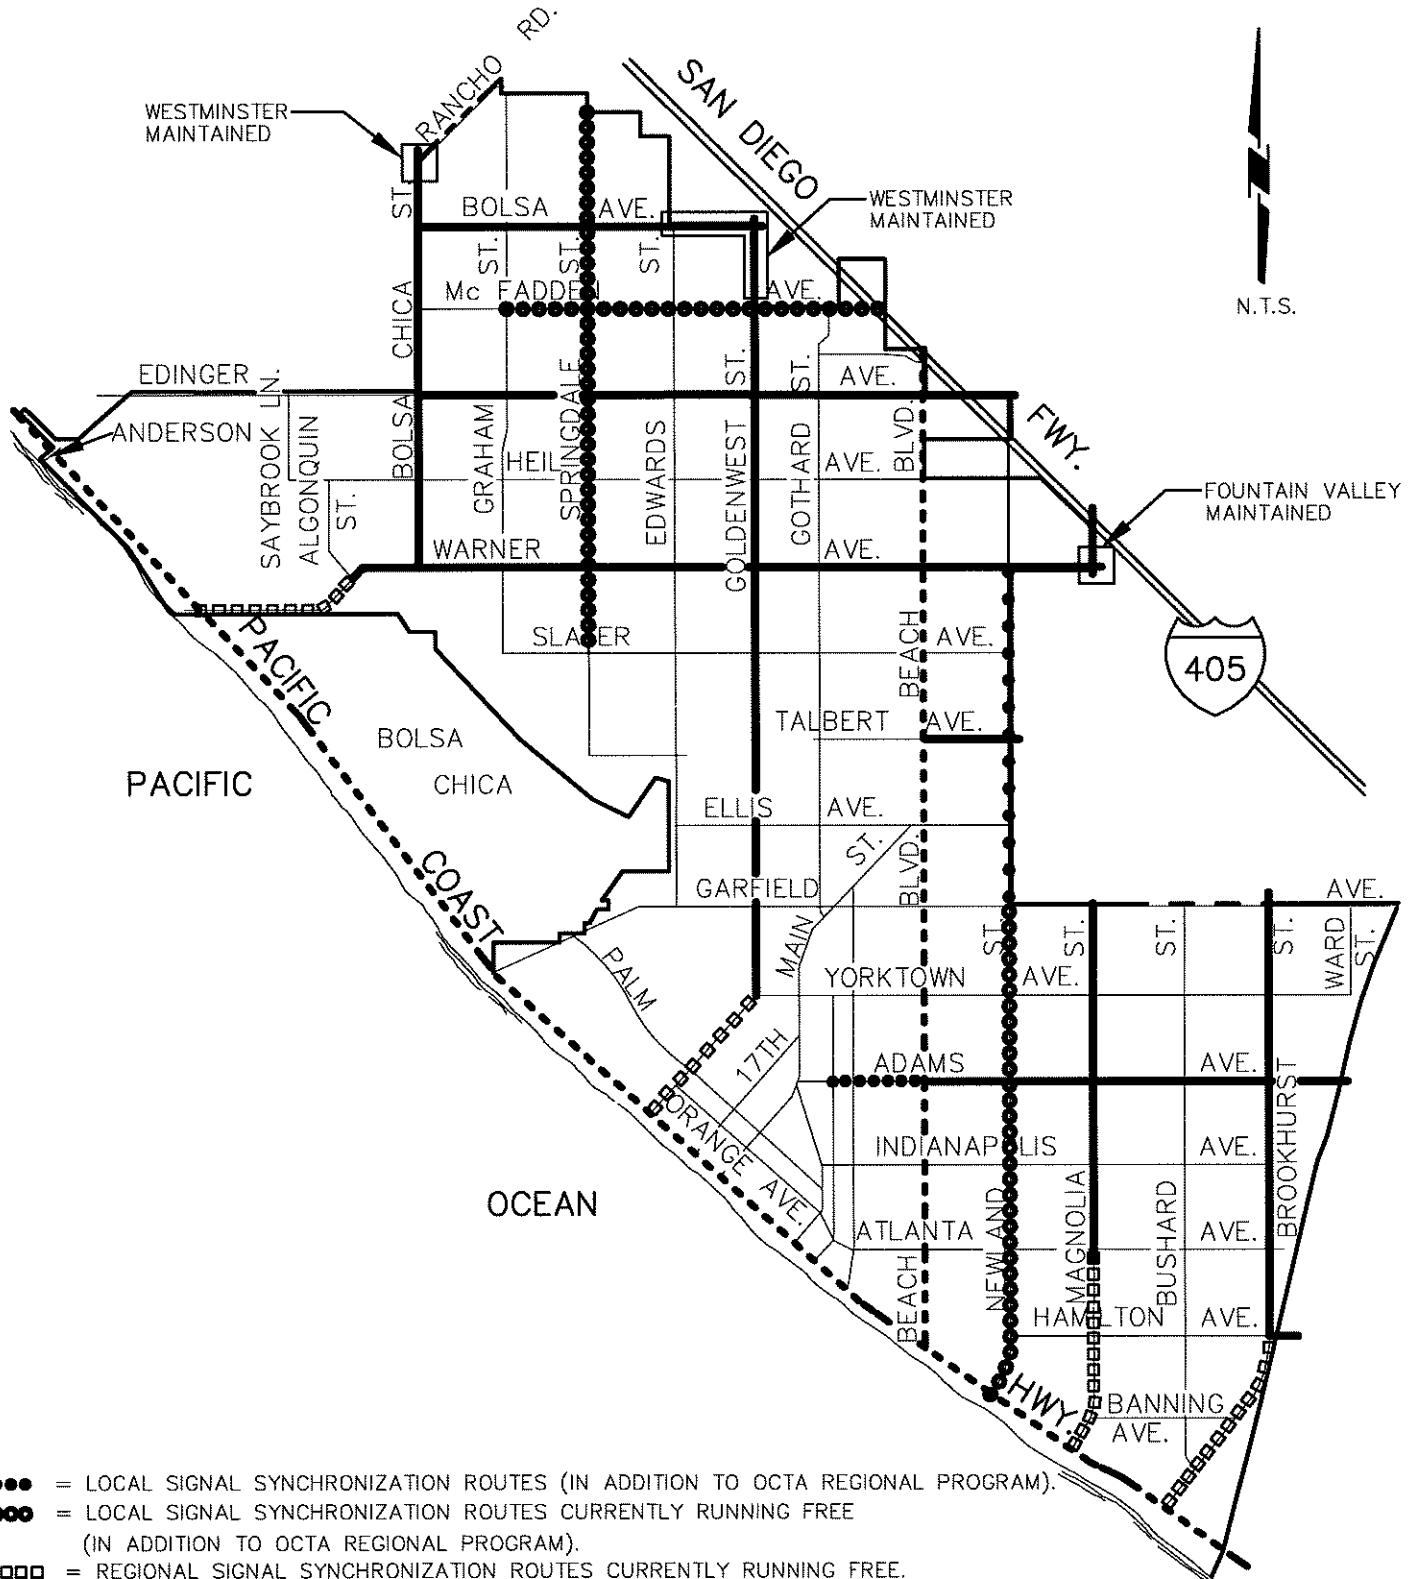 RANCHO RD.
SAN DIEGO
WESTMINSTER
MAINTAINED
WESTMINSTER
MAINTAINED
N.T.S.
BOLSA AVE.
ST.
ST.
ST.
ST.
Mc FADDEN AVE.
CHICA
BOLSA
EDINGER
AVE.
ANDERSON
SAYBROOK LN.
ALGONQUIN
ST.
GRAHAM
HEIL
AVE.
SPRINGDALE
EDWARDS
GOLDENWEST
ST.
GOTHARD
ST.
BLVD.
FWY.
FOUNTAIN VALLEY
MAINTAINED
WARNER
AVE.
SLATER
AVE.
BEACH
405
PACIFIC
TALBERT AVE.
BOLSA
CHICA
PACIFIC
ELLIS
AVE.
ST.
BLVD.
COAST
GARFIELD
AVE.
MAIN
ST.
ST.
ST.
ST.
WARD
ST.
PALM
YORKTOWN
AVE.
17TH
ADAMS
AVE.
ORANGE AVE.
INDIANAPOLIS
AVE.
BROOKHURST
OCEAN
ATLANTA
AVE.
NEWLAND
MAGNOLIA
BUSHARD
BEACH
HAMILTON
AVE.
HWY.
BANNING
AVE.
= LOCAL SIGNAL SYNCHRONIZATION ROUTES (IN ADDITION TO OCTA REGIONAL PROGRAM).
= LOCAL SIGNAL SYNCHRONIZATION ROUTES CURRENTLY RUNNING FREE
(IN ADDITION TO OCTA REGIONAL PROGRAM).
= REGIONAL SIGNAL SYNCHRONIZATION ROUTES CURRENTLY RUNNING FREE.